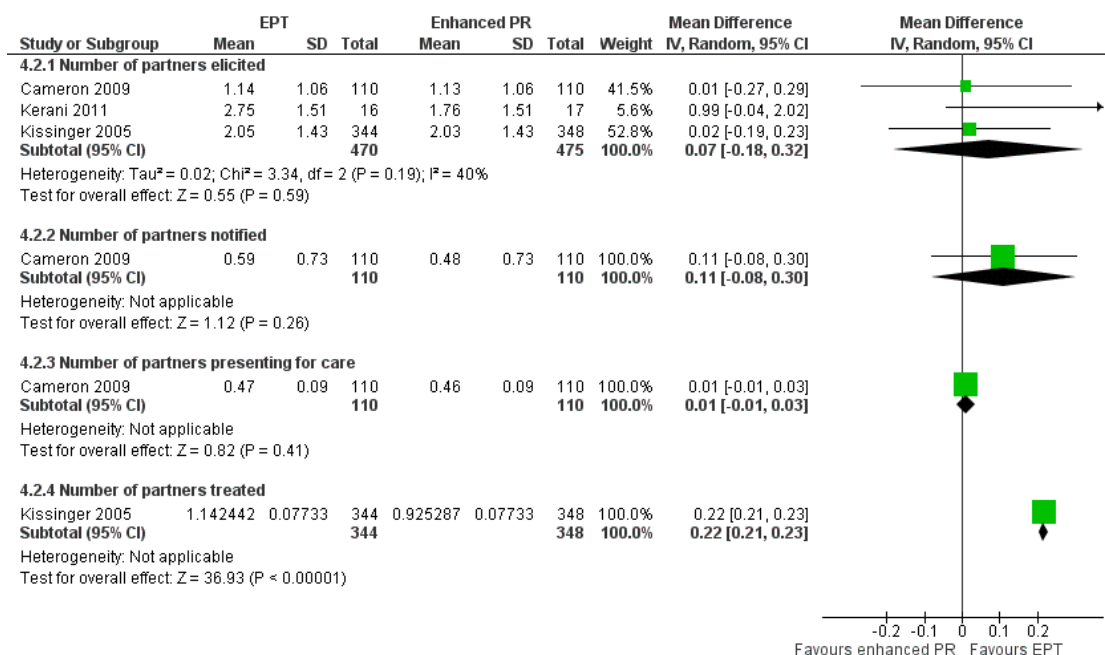 EPT Enhanced PR Mean Difference Mean Difference
Study or Subgroup Mean SD Total Mean SD Total Weight IV, Random, 95% CI IV, Random, 95% CI
4.2.1 Number of partners elicited
Cameron 2009 1.14 1.06 110 1.13 1.06 110 41.5% 0.01 [-0.27, 0.29]
Kerani 2011 2.75 1.51 16 1.76 1.51 17 5.6% 0.99 [-0.04, 2.02]
Kissinger 2005 2.05 1.43 344 2.03 1.43 348 52.8% 0.02 [-0.19, 0.23]
Subtotal (95% CI) 470 475 100.0% 0.07 [-0.18, 0.32]
Heterogeneity: Tau² = 0.02; Chi² = 3.34, df = 2 (P = 0.19); I² = 40%
Test for overall effect: Z = 0.55 (P = 0.59)
4.2.2 Number of partners notified
Cameron 2009 0.59 0.73 110 0.48 0.73 110 100.0% 0.11 [-0.08, 0.30]
Subtotal (95% CI) 110 110 100.0% 0.11 [-0.08, 0.30]
Heterogeneity: Not applicable
Test for overall effect: Z = 1.12 (P = 0.26)
4.2.3 Number of partners presenting for care
Cameron 2009 0.47 0.09 110 0.46 0.09 110 100.0% 0.01 [-0.01, 0.03]
Subtotal (95% CI) 110 110 100.0% 0.01 [-0.01, 0.03]
Heterogeneity: Not applicable
Test for overall effect: Z = 0.82 (P = 0.41)
4.2.4 Number of partners treated
Kissinger 2005 1.142442 0.07733 344 0.925287 0.07733 348 100.0% 0.22 [0.21, 0.23]
Subtotal (95% CI) 344 348 100.0% 0.22 [0.21, 0.23]
Heterogeneity: Not applicable
Test for overall effect: Z = 36.93 (P < 0.00001)
-0.2 -0.1 0 0.1 0.2
Favours enhanced PR Favours EPT